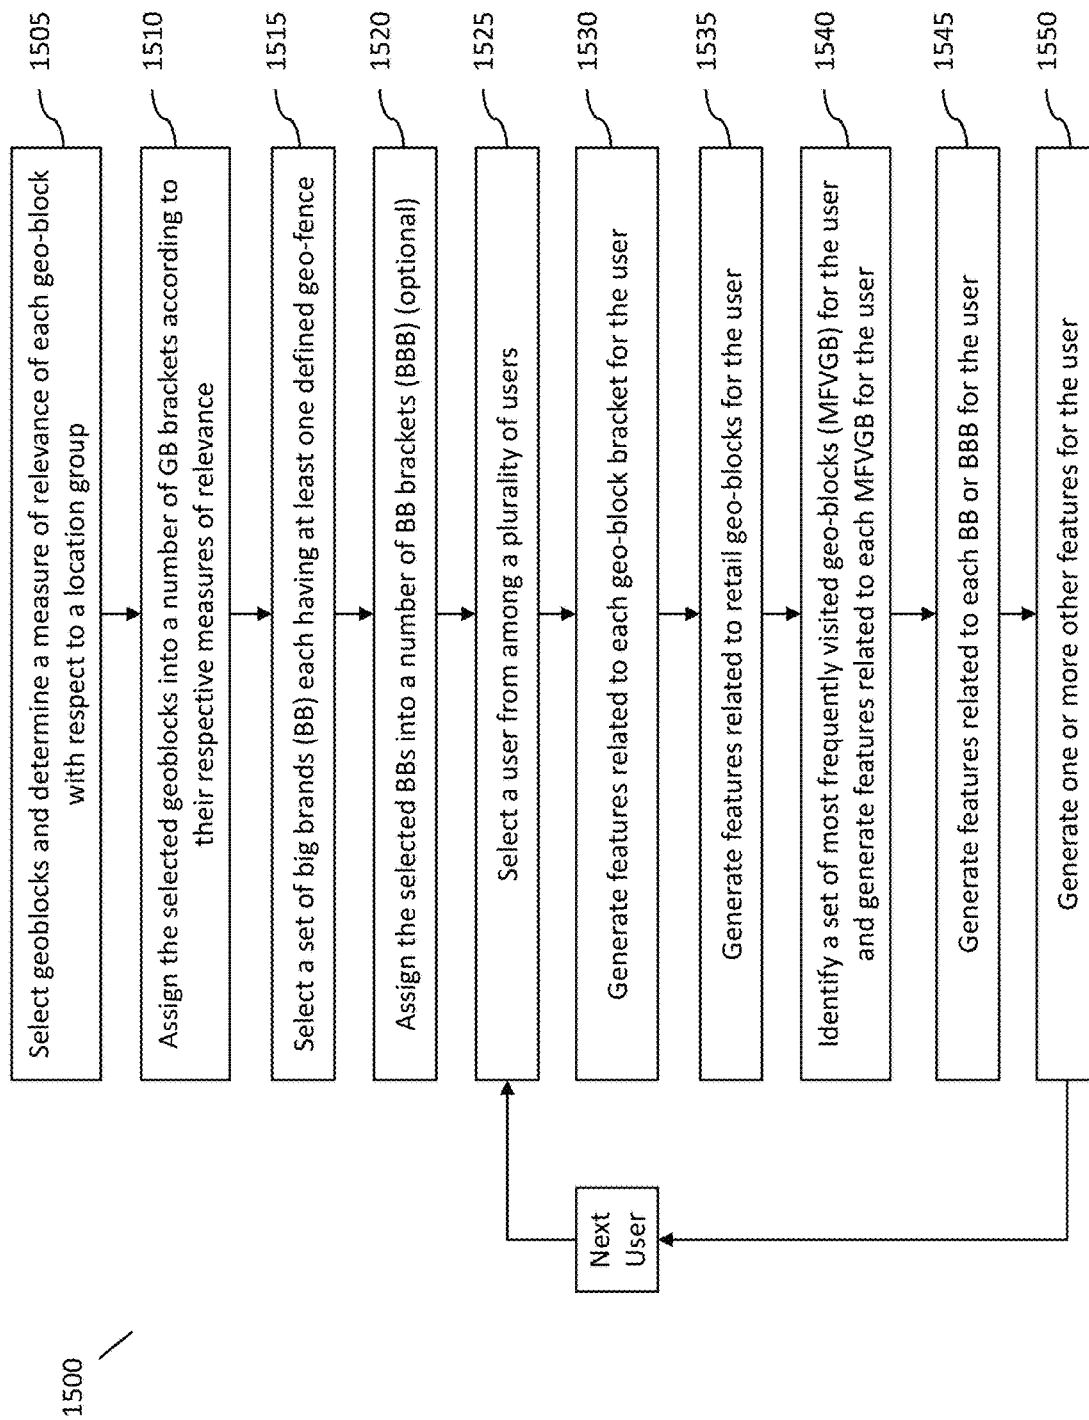 1500
Select geoblocks and determine a measure of relevance of each geo-block
with respect to a location group
1505
Assign the selected geoblocks into a number of GB brackets according to
their respective measures of relevance
1510
Select a set of big brands (BB) each having at least one defined geo-fence
1515
Assign the selected BBs into a number of BB brackets (BBB) (optional)
1520
Select a user from among a plurality of users
1525
Generate features related to each geo-block bracket for the user
1530
Generate features related to retail geo-blocks for the user
1535
Identify a set of most frequently visited geo-blocks (MFVGB) for the user
and generate features related to each MFVGB for the user
1540
Generate features related to each BB or BBB for the user
1545
Generate one or more other features for the user
1550
Next
User